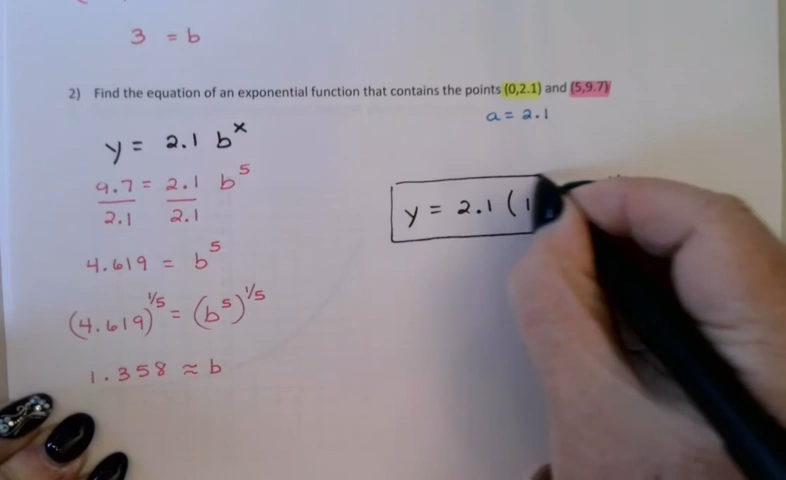 3 = b
2) Find the equation of an exponential function that contains the points (0,2.1) and (5,9.7)
a = 2.1
y = 2.1 b^x
9.7 = 2.1 b^5
2.1 2.1
y = 2.1 (1
4.619 = b^5
(4.619)^1/5 = (b^5)^1/5
1.358 ≈ b